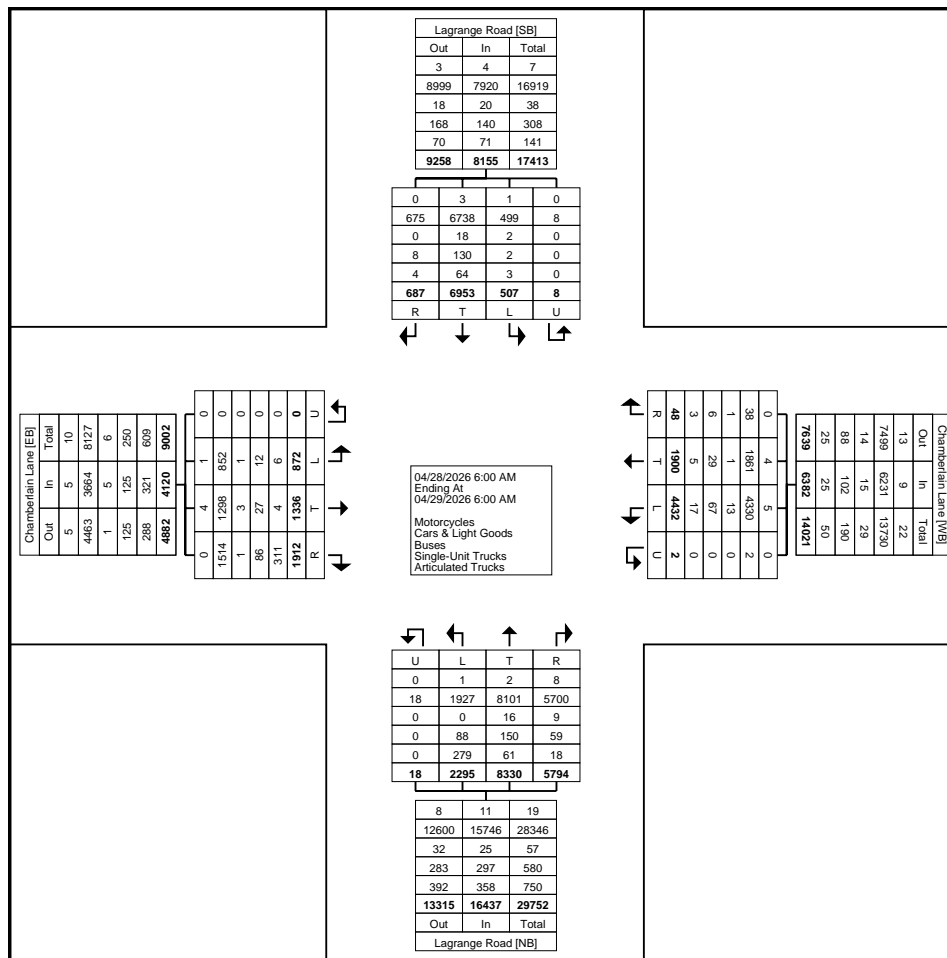 Lagrange Road [SB]
Out In Total
3 4 7
8999 7920 16919
18 20 38
168 140 308
70 71 141
9258 8155 17413
0 3 1 0
675 6738 499 8
0 18 2 0
8 130 2 0
4 64 3 0
687 6953 507 8
R T L U
Chamberlain Lane [EB]
Total In Out
10 5 5
8127 3664 4463
6 5 1
250 125 125
609 321 288
9002 4120 4882
0 1 4 0
0 852 1298 1514
0 1 3 1
0 12 27 86
0 6 4 311
0 872 1336 1912
U L T R
04/28/2026 6:00 AM
Ending At
04/29/2026 6:00 AM
Motorcycles
Cars & Light Goods
Buses
Single-Unit Trucks
Articulated Trucks
Chamberlain Lane [WB]
Out In Total
13 9 22
7499 6231 13730
14 15 29
88 102 190
25 25 50
7639 6382 14021
0 4 5 0
38 1861 4330 2
1 1 13 0
6 29 67 0
3 5 17 0
48 1900 4432 2
R T L U
U L T R
0 1 2 8
18 1927 8101 5700
0 0 16 9
0 88 150 59
0 279 61 18
18 2295 8330 5794
8 11 19
12600 15746 28346
32 25 57
283 297 580
392 358 750
13315 16437 29752
Out In Total
Lagrange Road [NB]